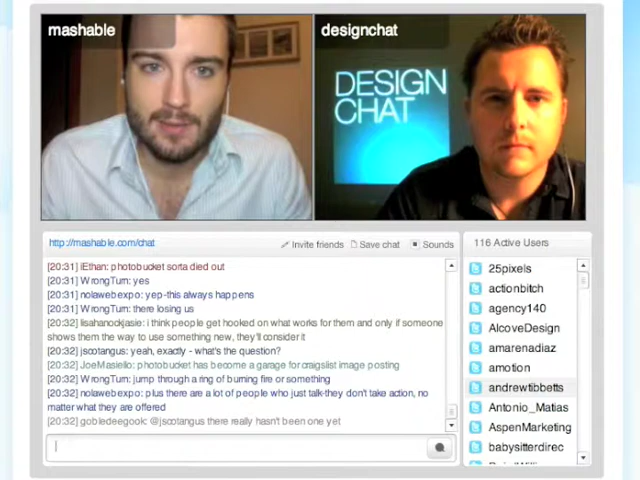 mashable
designchat
DESIGN
CHAT
http://mashable.com/chat
Invite friends
Save chat
Sounds
116 Active Users
[20:31] iEthan: photobucket sorta died out
[20:31] WrongTurn: yes
[20:31] nolawebexpo: yep-this always happens
[20:31] WrongTurn: there losing us
[20:32] lisahanockjasie: i think people get hooked on what works for them and only if someone
shows them the way to use something new, they'll consider it
[20:32] jscotangus: yeah, exactly - what's the question?
[20:32] JoeMasiello: photobucket has become a garage for craigslist image posting
[20:32] WrongTurn: jump through a ring of burning fire or something
[20:32] nolawebexpo: plus there are a lot of people who just talk-they don't take action, no
matter what they are offered
[20:32] gobledeegook: @jscotangus there really hasn't been one yet
25pixels
actionbitch
agency140
AlcoveDesign
amarenadiaz
amotion
andrewtibbetts
Antonio_Matias
AspenMarketing
babysitterdirec